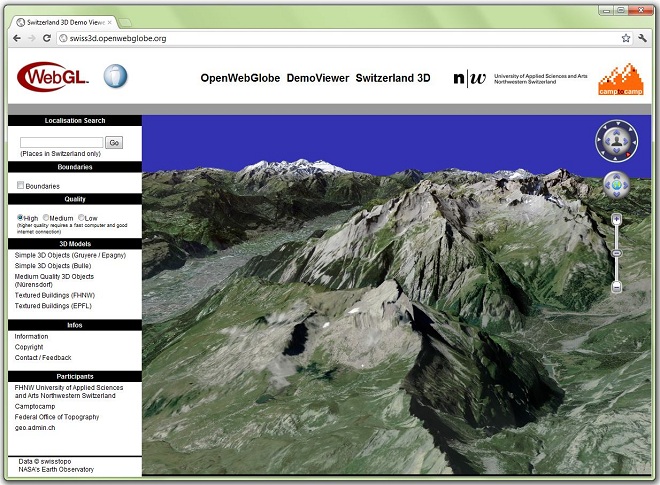 Switzerland 3D Demo View
swiss3d.openwebglobe.org
WebGL™
OpenWebGlobe DemoViewer Switzerland 3D
n|w
University of Applied Sciences and Arts
Northwestern Switzerland
camptocamp
Localisation Search
Go
(Places in Switzerland only)
Boundaries
Boundaries
Quality
High Medium Low
(higher quality requires a fast computer and good
internet connection)
3D Models
Simple 3D Objects (Gruyere / Epagny)
Simple 3D Objects (Bulle)
Medium Quality 3D Objects
(Nürensdorf)
Textured Buildings (FHNW)
Textured Buildings (EPFL)
Infos
Information
Copyright
Contact / Feedback
Participants
FHNW University of Applied Sciences
and Arts Northwestern Switzerland
Camptocamp
Federal Office of Topography
geo.admin.ch
Data © swisstopo
NASA's Earth Observatory